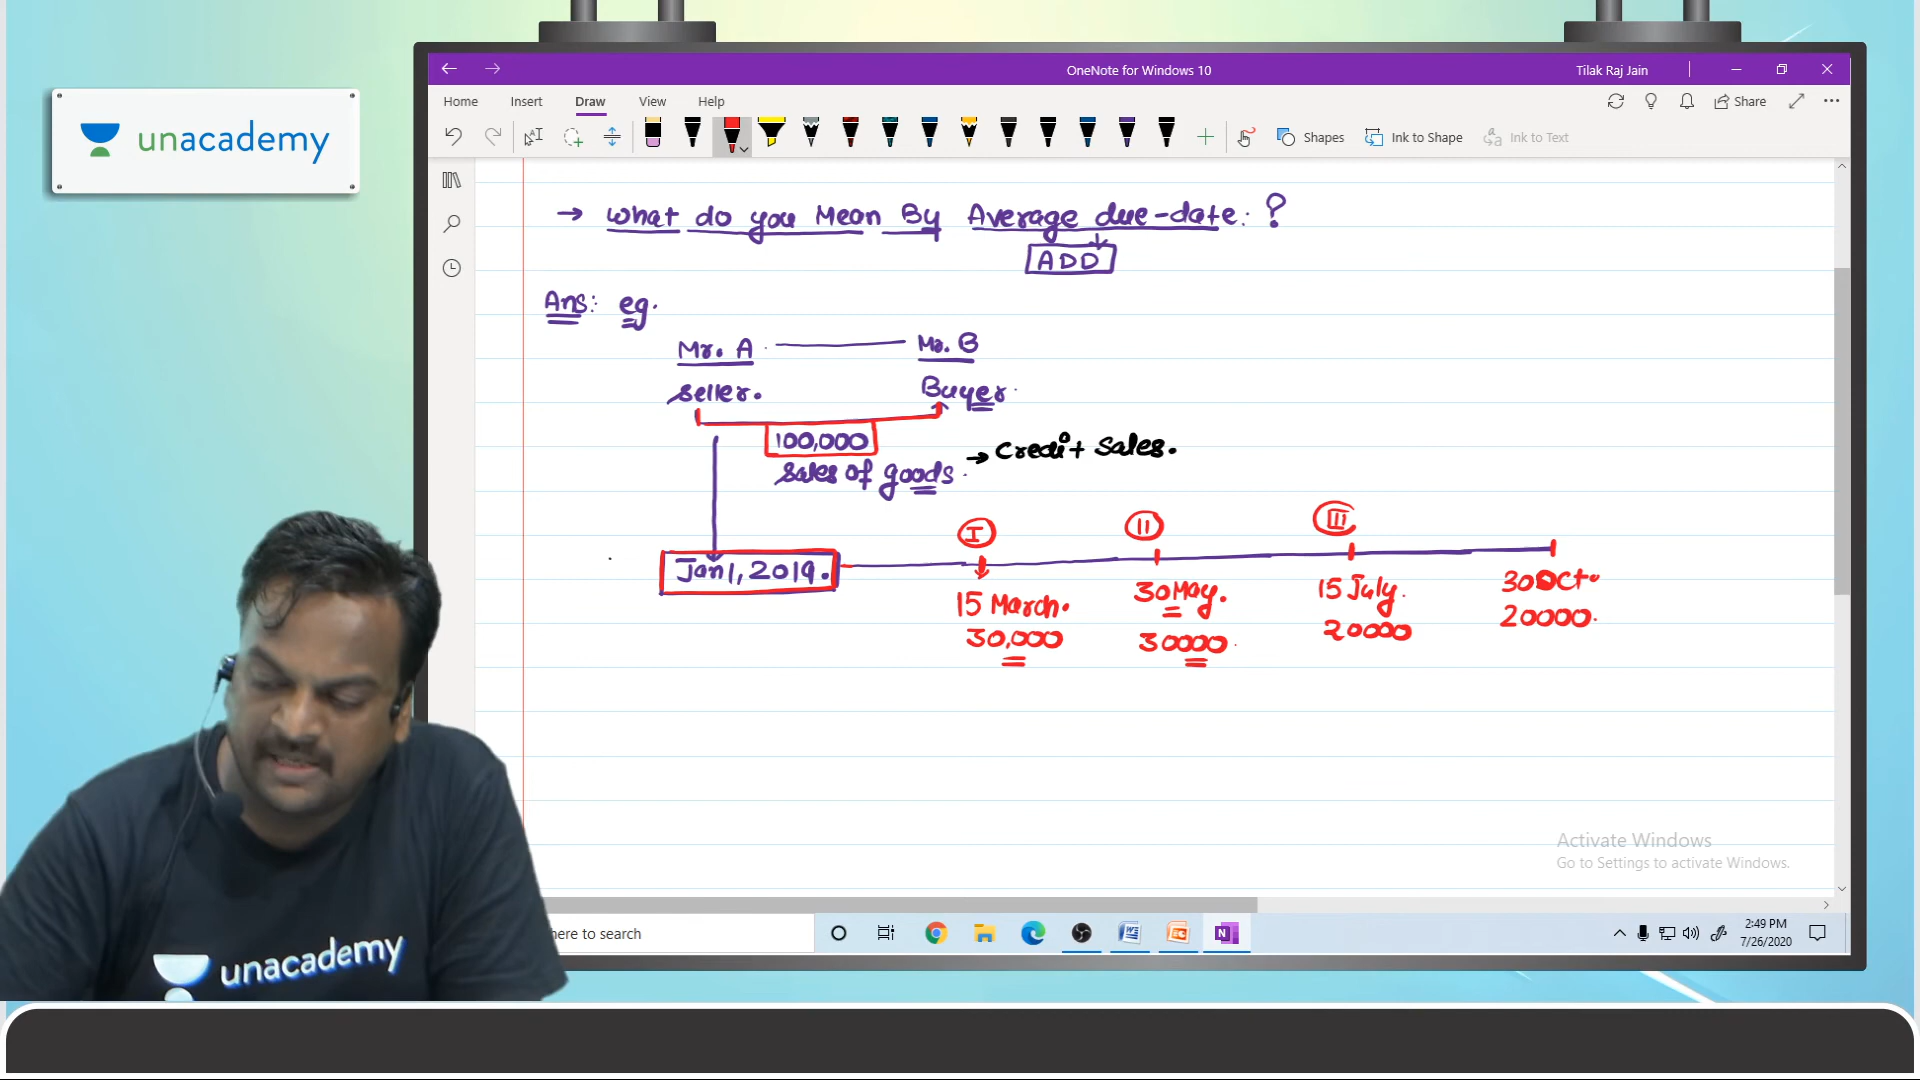 unacademy
OneNote for Windows 10
Tilak Raj Jain
Home Insert Draw View Help
Share
Shapes
Ink to Shape
Ink to Text
→ What do you Mean By Average due-date. ?
ADD
Ans: eg.
Mr. A Mr. B
Seller. Buyer
100,000
Sales of goods → Credit Sales.
I II III
Jan 1, 2019.
15 March. 30 May. 15 July. 30 Oct.
30,000 30000 20000 20000.
Activate Windows
Go to Settings to activate Windows.
here to search
2:49 PM
7/26/2020
unacademy